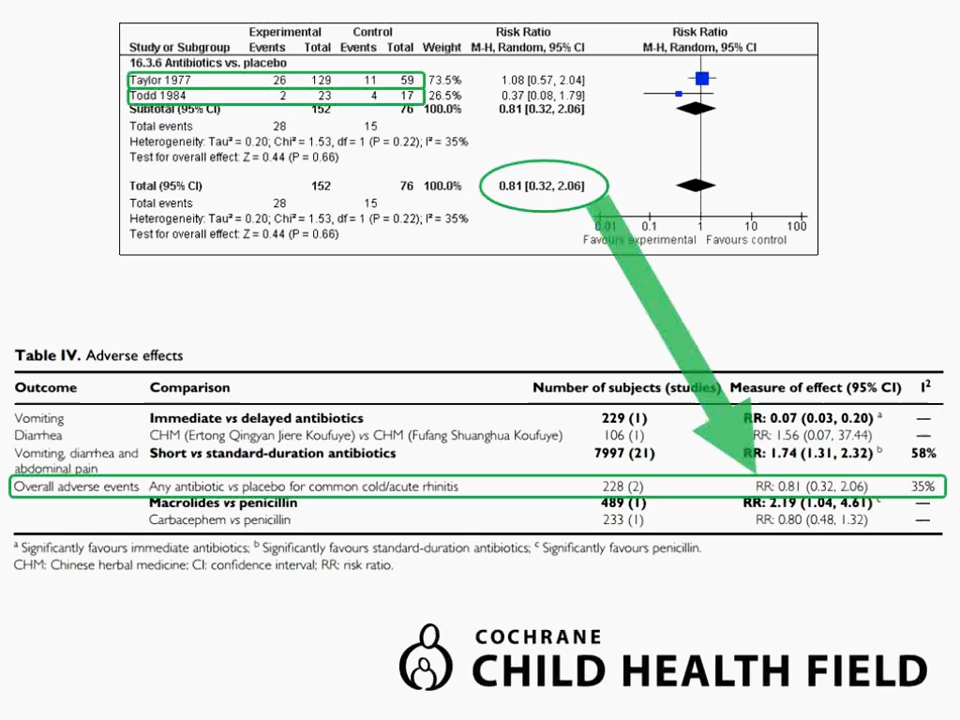 Experimental Control Risk Ratio Risk Ratio
Study or Subgroup Events Total Events Total Weight M-H, Random, 95% CI M-H, Random, 95% CI
16.3.6 Antibiotics vs. placebo
Taylor 1977 26 129 11 59 73.5% 1.08 [0.57, 2.04]
Todd 1984 2 23 4 17 26.5% 0.37 [0.08, 1.79]
Subtotal (95% CI) 152 76 100.0% 0.81 [0.32, 2.06]
Total events 28 15
Heterogeneity: Tau² = 0.20; Chi² = 1.53, df = 1 (P = 0.22); I² = 35%
Test for overall effect: Z = 0.44 (P = 0.66)
Total (95% CI) 152 76 100.0% 0.81 [0.32, 2.06]
Total events 28 15
Heterogeneity: Tau² = 0.20; Chi² = 1.53, df = 1 (P = 0.22); I² = 35%
Test for overall effect: Z = 0.44 (P = 0.66)
0.01 0.1 1 10 100
Favours experimental Favours control
Table IV. Adverse effects
Outcome Comparison Number of subjects (studies) Measure of effect (95% CI) I²
Vomiting Immediate vs delayed antibiotics 229 (1) RR: 0.07 (0.03, 0.20) ᵃ —
Diarrhea CHM (Ertong Qingyan Jiere Koufuye) vs CHM (Fufang Shuanghua Koufuye) 106 (1) RR: 1.56 (0.07, 37.44) —
Vomiting, diarrhea and Short vs standard-duration antibiotics 7997 (21) RR: 1.74 (1.31, 2.32) ᵇ 58%
abdominal pain
Overall adverse events Any antibiotic vs placebo for common cold/acute rhinitis 228 (2) RR: 0.81 (0.32, 2.06) 35%
Macrolides vs penicillin 489 (1) RR: 2.19 (1.04, 4.61) ᶜ —
Carbacephem vs penicillin 233 (1) RR: 0.80 (0.48, 1.32) —
ᵃ Significantly favours immediate antibiotics; ᵇ Significantly favours standard-duration antibiotics; ᶜ Significantly favours penicillin.
CHM: Chinese herbal medicine; CI: confidence interval; RR: risk ratio.
COCHRANE
CHILD HEALTH FIELD